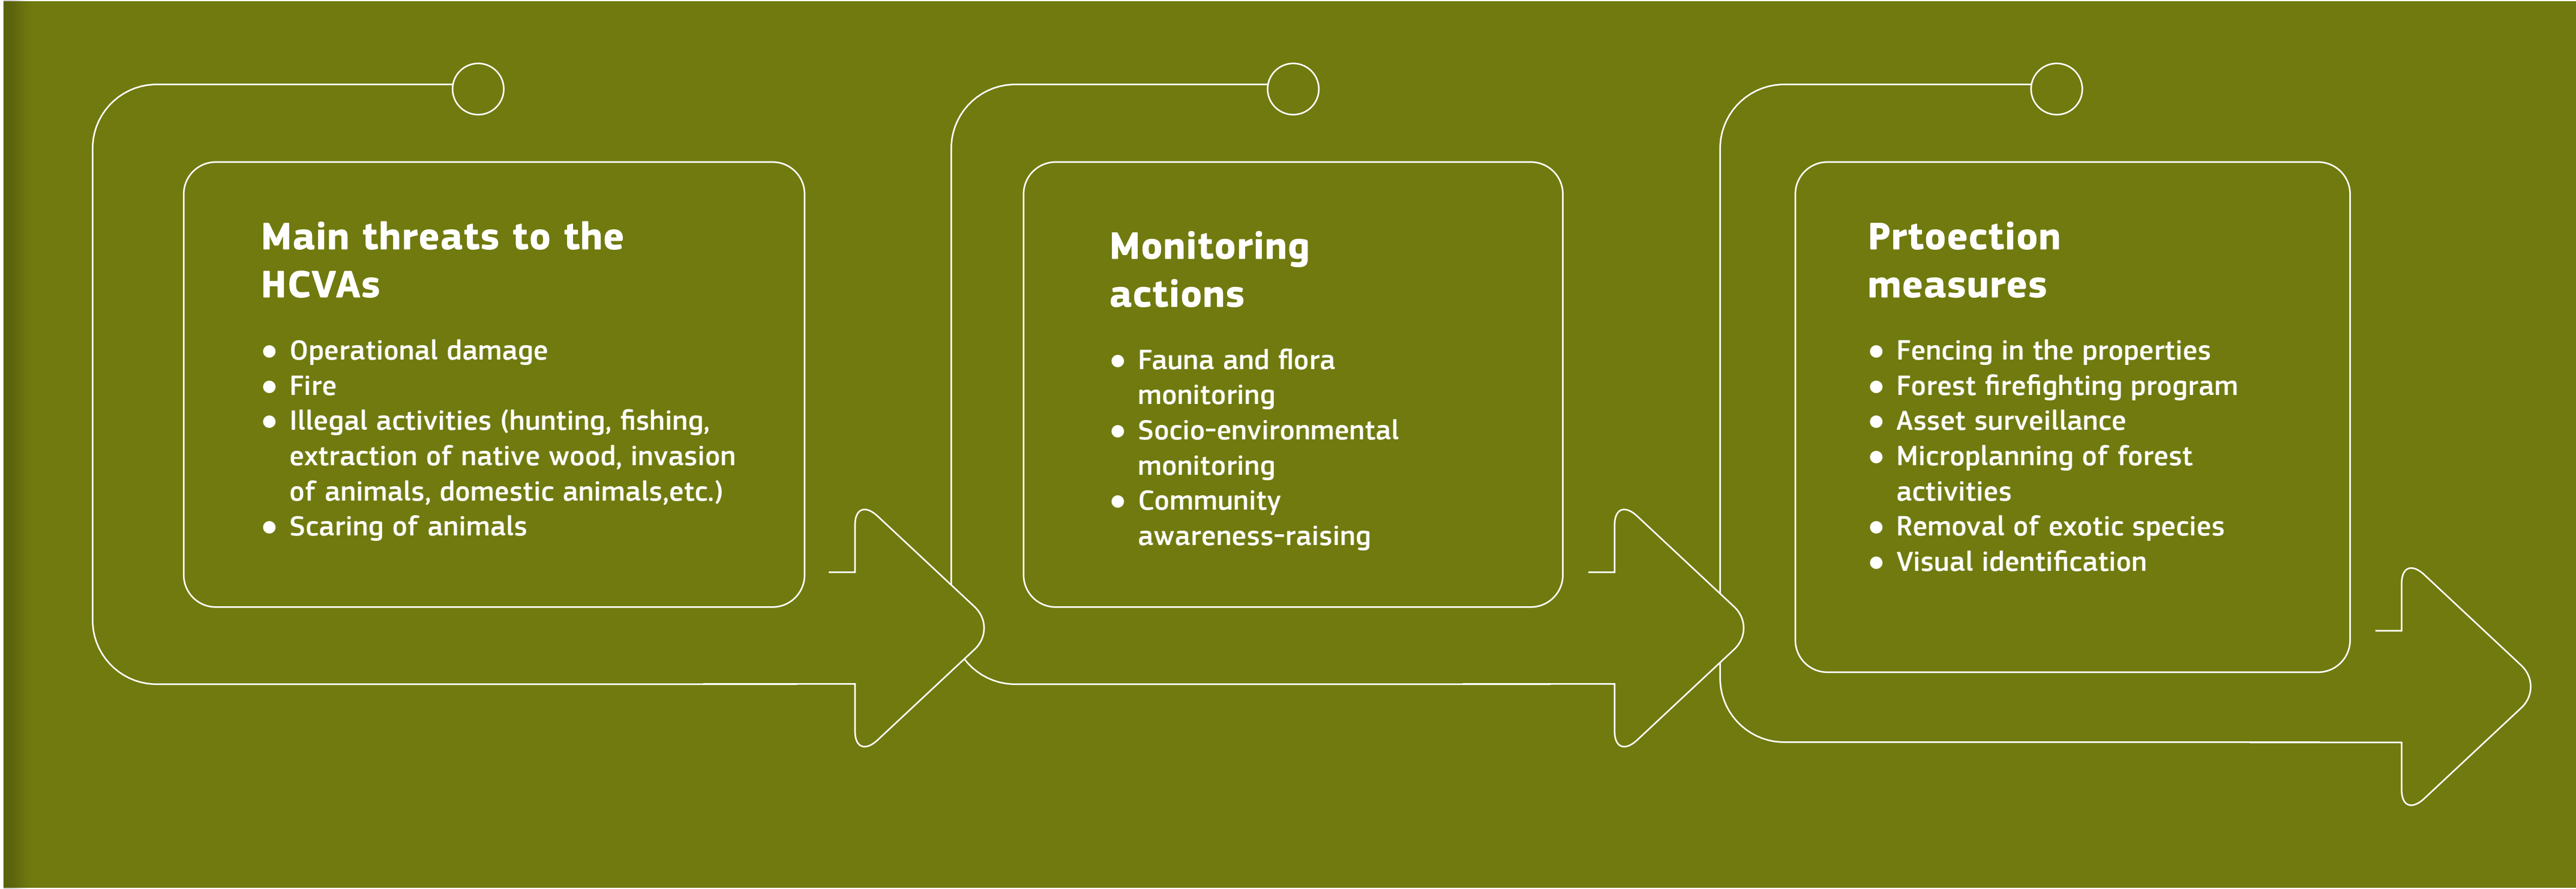 Main threats to the
HCVAs
● Operational damage
● Fire
● Illegal activities (hunting, fishing,
extraction of native wood, invasion
of animals, domestic animals,etc.)
● Scaring of animals
Monitoring
actions
● Fauna and flora
monitoring
● Socio-environmental
monitoring
● Community
awareness-raising
Prtoection
measures
● Fencing in the properties
● Forest firefighting program
● Asset surveillance
● Microplanning of forest
activities
● Removal of exotic species
● Visual identification